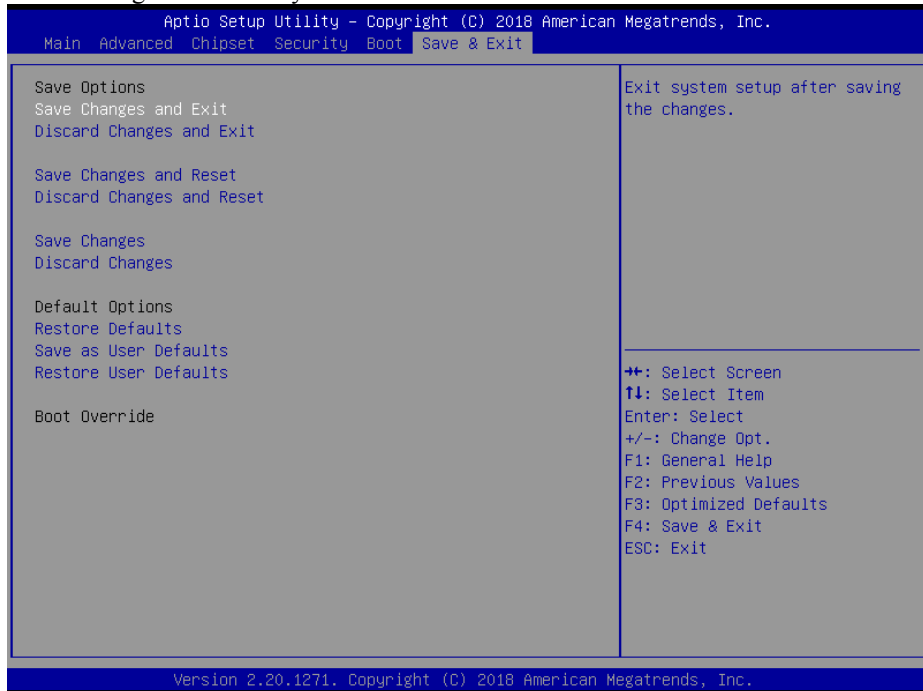 Aptio Setup Utility – Copyright (C) 2018 American Megatrends, Inc.
Main Advanced Chipset Security Boot Save & Exit
Save Options
Save Changes and Exit
Discard Changes and Exit
Save Changes and Reset
Discard Changes and Reset
Save Changes
Discard Changes
Default Options
Restore Defaults
Save as User Defaults
Restore User Defaults
Boot Override
Exit system setup after saving
the changes.
→←: Select Screen
↑↓: Select Item
Enter: Select
+/-: Change Opt.
F1: General Help
F2: Previous Values
F3: Optimized Defaults
F4: Save & Exit
ESC: Exit
Version 2.20.1271. Copyright (C) 2018 American Megatrends, Inc.